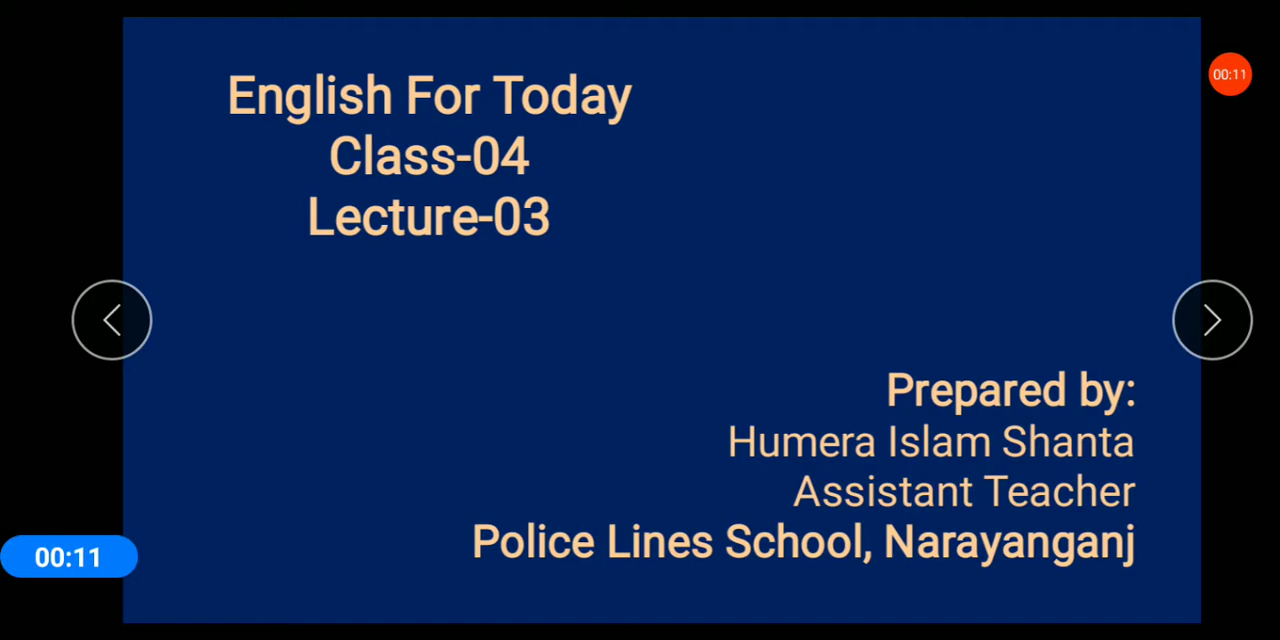 English For Today
Class-04
Lecture-03
00:11
Prepared by:
Humera Islam Shanta
Assistant Teacher
Police Lines School, Narayanganj
00:11